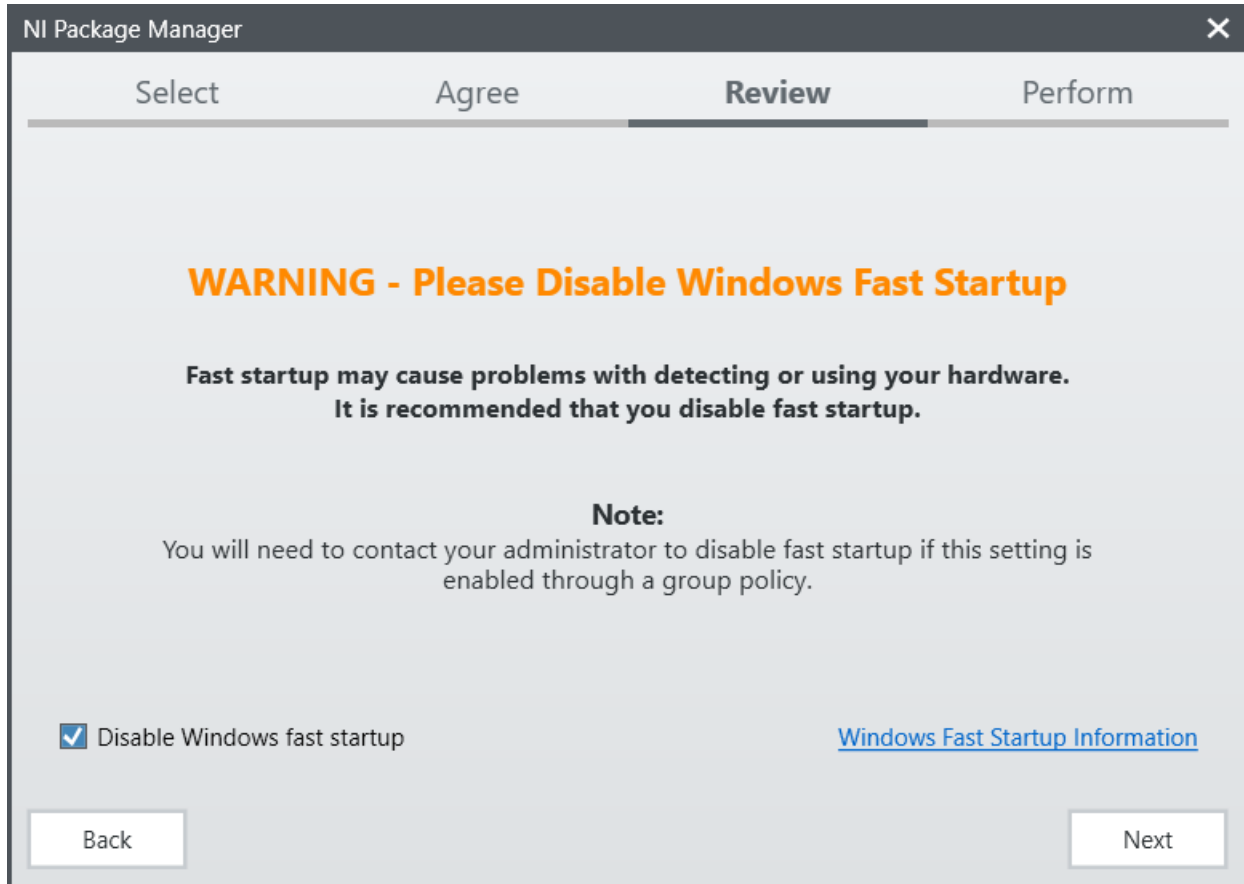 NI Package Manager
Select Agree Review Perform
WARNING - Please Disable Windows Fast Startup
Fast startup may cause problems with detecting or using your hardware.
It is recommended that you disable fast startup.
Note:
You will need to contact your administrator to disable fast startup if this setting is
enabled through a group policy.
Disable Windows fast startup Windows Fast Startup Information
Back Next